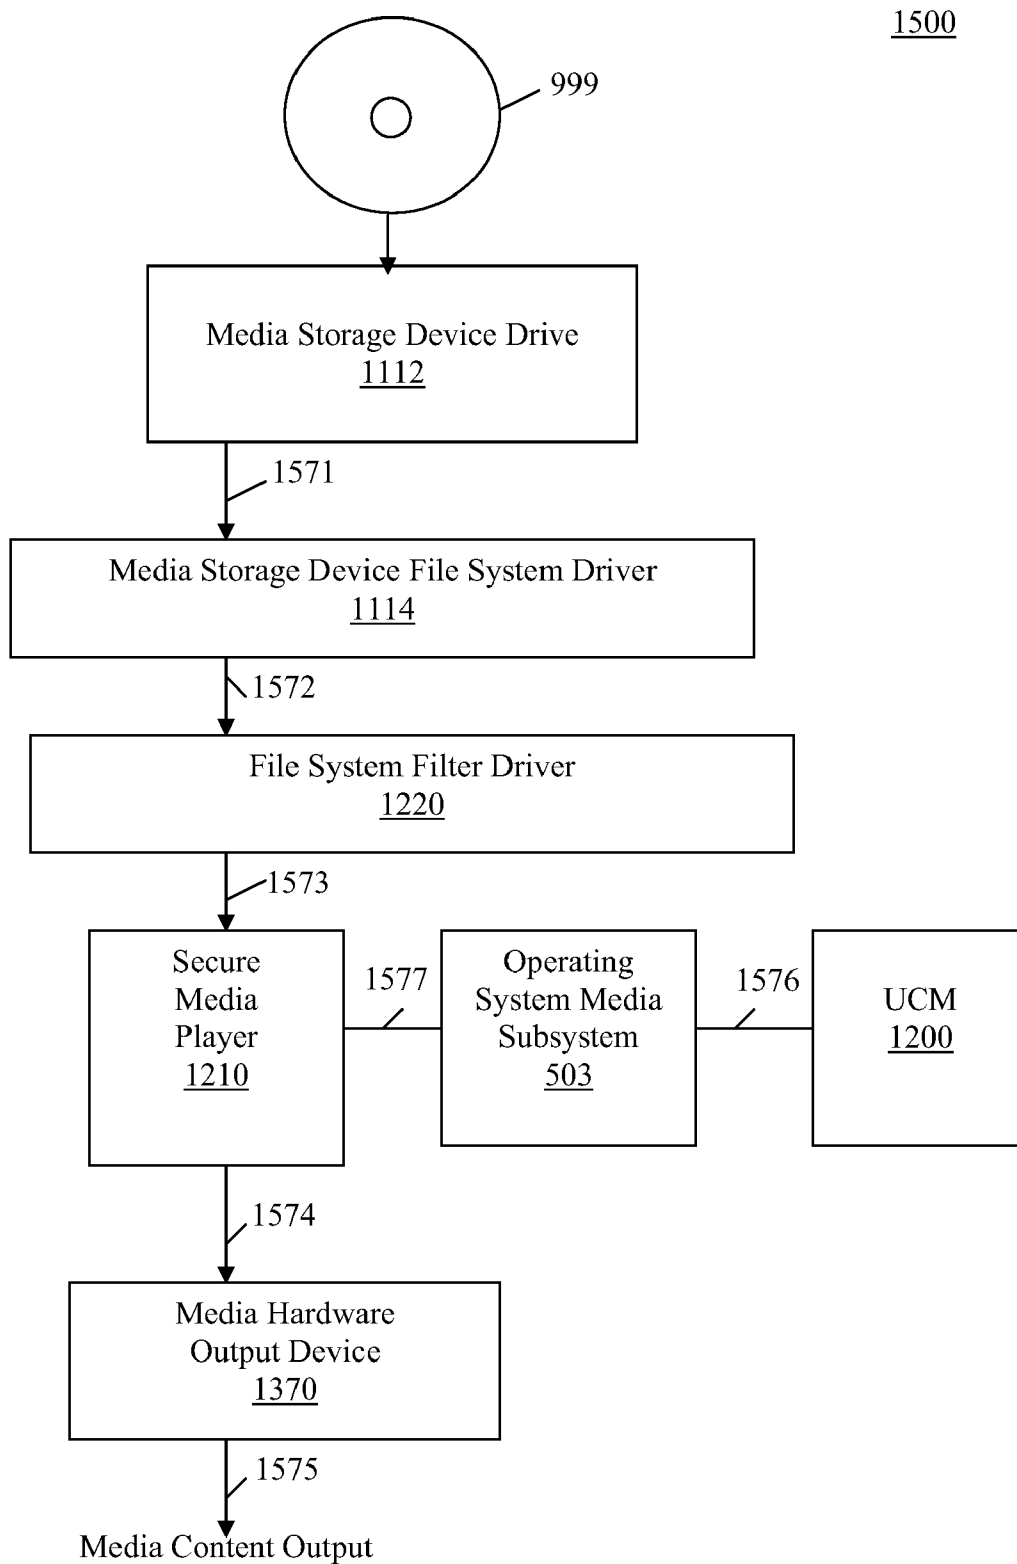 1500
999
Media Storage Device Drive
1112
1571
Media Storage Device File System Driver
1114
1572
File System Filter Driver
1220
1573
Secure
Media
Player
1210
1577
Operating
System Media
Subsystem
503
1576
UCM
1200
1574
Media Hardware
Output Device
1370
1575
Media Content Output